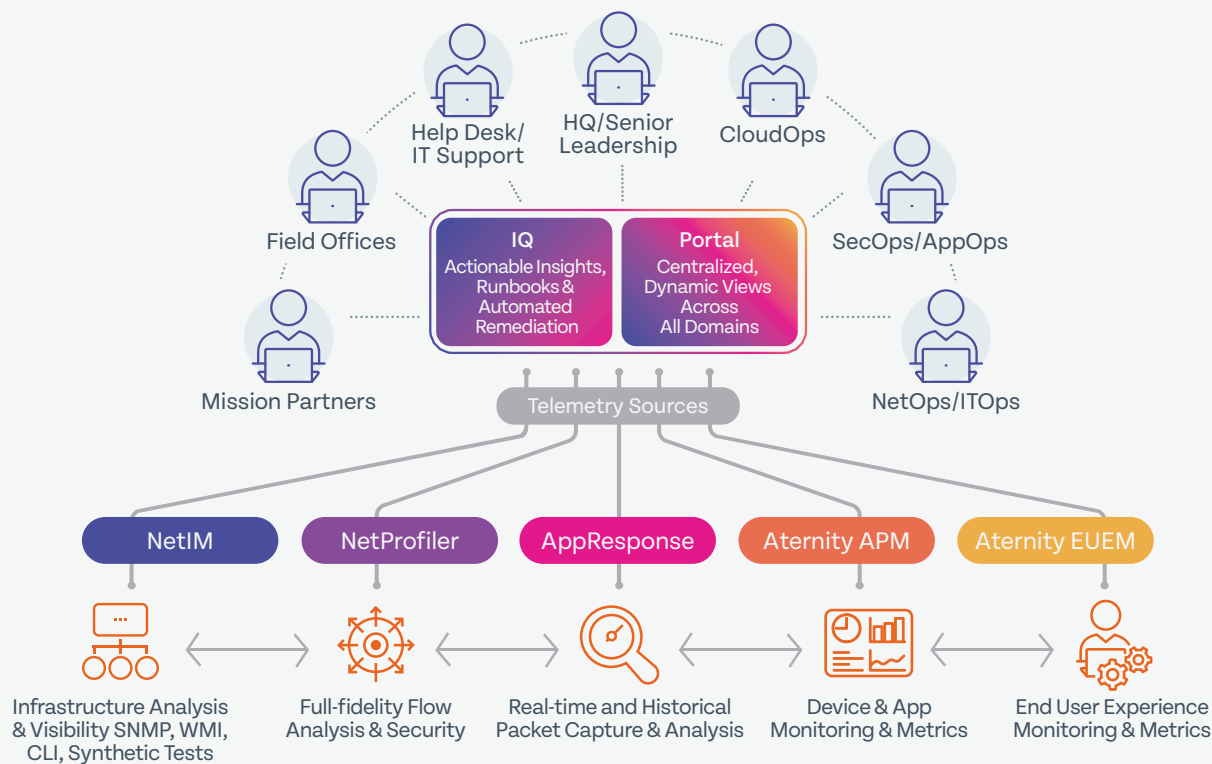 Help Desk/
IT Support
HQ/Senior
Leadership
CloudOps
Field Offices
SecOps/AppOps
Mission Partners
NetOps/ITOps
IQ
Actionable Insights,
Runbooks &
Automated
Remediation
Portal
Centralized,
Dynamic Views
Across
All Domains
Telemetry Sources
NetIM
NetProfiler
AppResponse
Aternity APM
Aternity EUEM
Infrastructure Analysis
& Visibility SNMP, WMI,
CLI, Synthetic Tests
Full-fidelity Flow
Analysis & Security
Real-time and Historical
Packet Capture & Analysis
Device & App
Monitoring & Metrics
End User Experience
Monitoring & Metrics